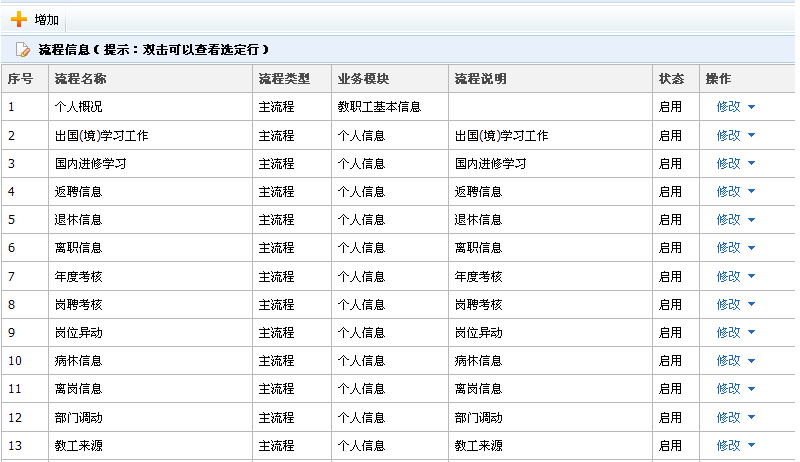 增加
流程信息(提示：双击可以查看选定行)
序号 流程名称 流程类型 业务模块 流程说明 状态 操作
1 个人概况 主流程 教职工基本信息 启用 修改
2 出国(境)学习工作 主流程 个人信息 出国(境)学习工作 启用 修改
3 国内进修学习 主流程 个人信息 国内进修学习 启用 修改
4 返聘信息 主流程 个人信息 返聘信息 启用 修改
5 退休信息 主流程 个人信息 退休信息 启用 修改
6 离职信息 主流程 个人信息 离职信息 启用 修改
7 年度考核 主流程 个人信息 年度考核 启用 修改
8 岗聘考核 主流程 个人信息 岗聘考核 启用 修改
9 岗位异动 主流程 个人信息 岗位异动 启用 修改
10 病休信息 主流程 个人信息 病休信息 启用 修改
11 离岗信息 主流程 个人信息 离岗信息 启用 修改
12 部门调动 主流程 个人信息 部门调动 启用 修改
13 教工来源 主流程 个人信息 教工来源 启用 修改